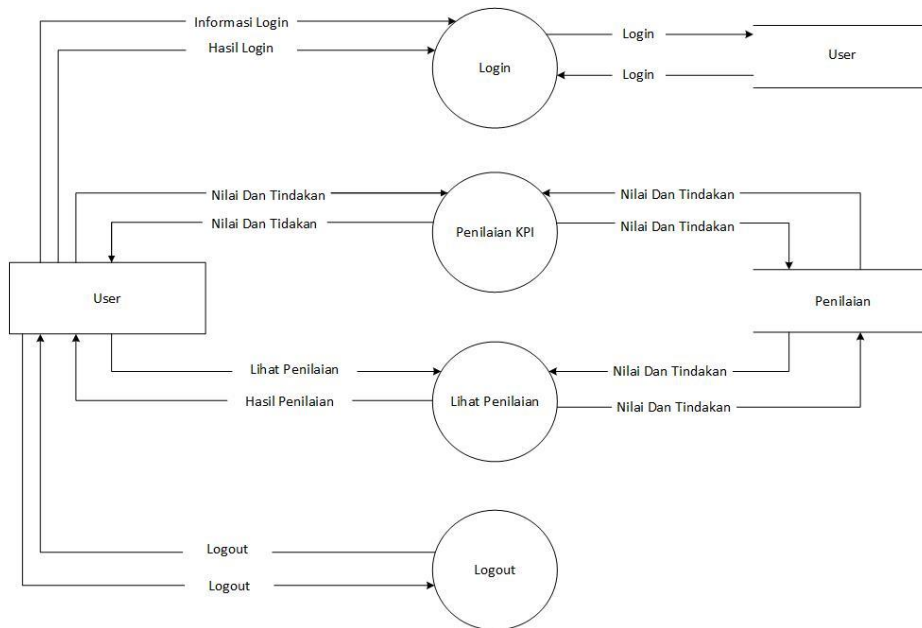 Informasi Login
Hasil Login
Login
Login
Login
User
Nilai Dan Tindakan
Nilai Dan Tidakan
Penilaian KPI
Nilai Dan Tindakan
Nilai Dan Tindakan
User
Penilaian
Lihat Penilaian
Hasil Penilaian
Lihat Penilaian
Nilai Dan Tindakan
Nilai Dan Tindakan
Logout
Logout
Logout